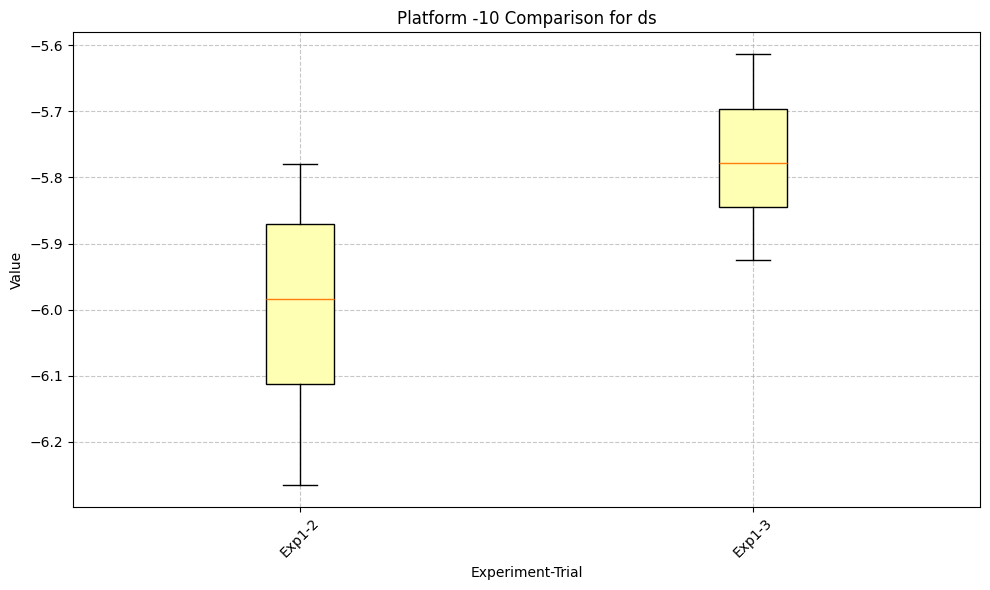 Platform -10 Comparison for ds
−5.6
−5.7
−5.8
−5.9
−6.0
−6.1
−6.2
Value
Exp1-2
Exp1-3
Experiment-Trial